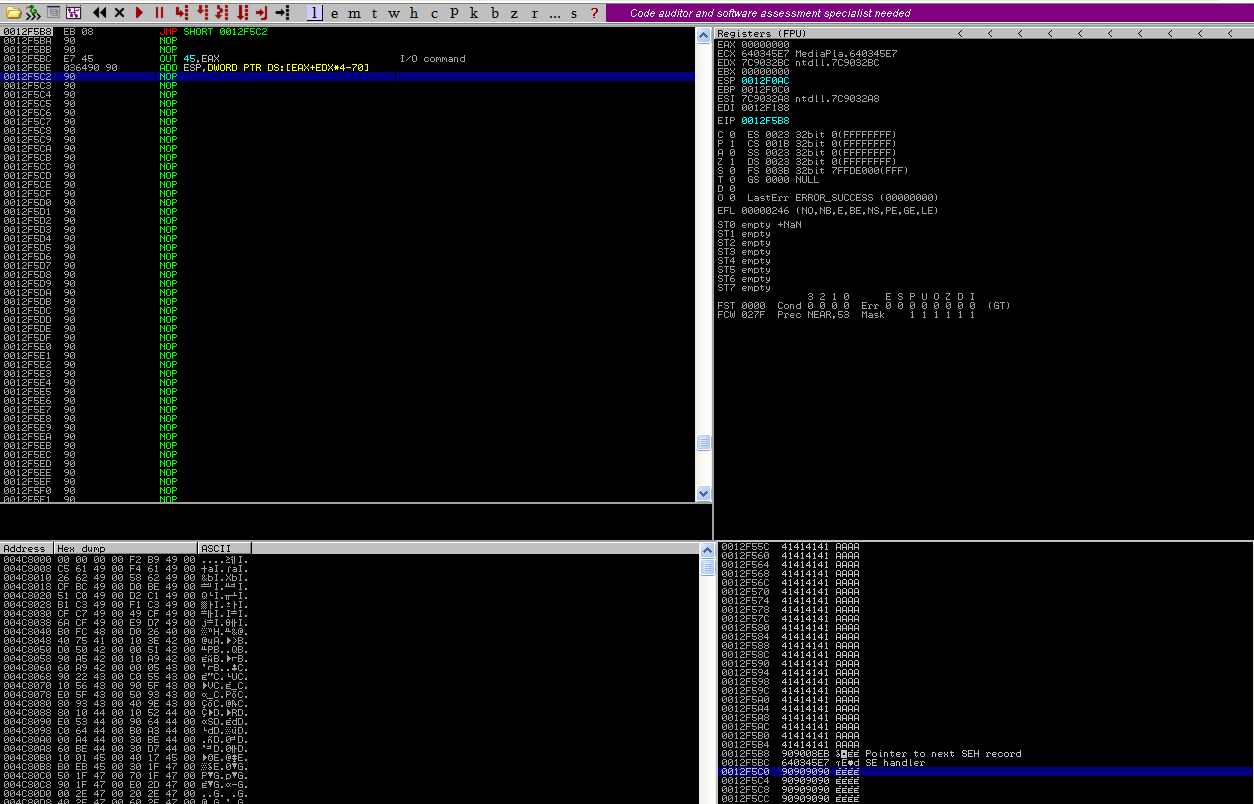 l e m t w h c P k b z r ... s ?
Code auditor and software assessment specialist needed
0012F5B8 EB 08 JMP SHORT 0012F5C2
0012F5BA 90 NOP
0012F5BB 90 NOP
0012F5BC E7 45 OUT 45,EAX I/O command
0012F5BE 036490 90 ADD ESP,DWORD PTR DS:[EAX+EDX*4-70]
0012F5C2 90 NOP
0012F5C3 90 NOP
0012F5C4 90 NOP
0012F5C5 90 NOP
0012F5C6 90 NOP
0012F5C7 90 NOP
0012F5C8 90 NOP
0012F5C9 90 NOP
0012F5CA 90 NOP
0012F5CB 90 NOP
0012F5CC 90 NOP
0012F5CD 90 NOP
0012F5CE 90 NOP
0012F5CF 90 NOP
0012F5D0 90 NOP
0012F5D1 90 NOP
0012F5D2 90 NOP
0012F5D3 90 NOP
0012F5D4 90 NOP
0012F5D5 90 NOP
0012F5D6 90 NOP
0012F5D7 90 NOP
0012F5D8 90 NOP
0012F5D9 90 NOP
0012F5DA 90 NOP
0012F5DB 90 NOP
0012F5DC 90 NOP
0012F5DD 90 NOP
0012F5DE 90 NOP
0012F5DF 90 NOP
0012F5E0 90 NOP
0012F5E1 90 NOP
0012F5E2 90 NOP
0012F5E3 90 NOP
0012F5E4 90 NOP
0012F5E5 90 NOP
0012F5E6 90 NOP
0012F5E7 90 NOP
0012F5E8 90 NOP
0012F5E9 90 NOP
0012F5EA 90 NOP
0012F5EB 90 NOP
0012F5EC 90 NOP
0012F5ED 90 NOP
0012F5EE 90 NOP
0012F5EF 90 NOP
0012F5F0 90 NOP
0012F5F1 90 NOP
Registers (FPU) < < < < < < < < < <
EAX 00000000
ECX 640345E7 MediaPla.640345E7
EDX 7C9032BC ntdll.7C9032BC
EBX 00000000
ESP 0012F0AC
EBP 0012F0C0
ESI 7C9032A8 ntdll.7C9032A8
EDI 0012F188
EIP 0012F5B8
C 0 ES 0023 32bit 0(FFFFFFFF)
P 1 CS 001B 32bit 0(FFFFFFFF)
A 0 SS 0023 32bit 0(FFFFFFFF)
Z 1 DS 0023 32bit 0(FFFFFFFF)
S 0 FS 003B 32bit 7FFDE000(FFF)
T 0 GS 0000 NULL
D 0
O 0 LastErr ERROR_SUCCESS (00000000)
EFL 00000246 (NO,NB,E,BE,NS,PE,GE,LE)
ST0 empty +NaN
ST1 empty
ST2 empty
ST3 empty
ST4 empty
ST5 empty
ST6 empty
ST7 empty
3 2 1 0 E S P U O Z D I
FST 0000 Cond 0 0 0 0 Err 0 0 0 0 0 0 0 0 (GT)
FCW 027F Prec NEAR,53 Mask 1 1 1 1 1 1
Address Hex dump ASCII
004C8000 00 00 00 00 F2 B9 49 00
004C8008 C5 61 49 00 F4 61 49 00
004C8010 26 62 49 00 58 62 49 00 &bI.XbI.
004C8018 CF BC 49 00 D0 BE 49 00
004C8020 51 C0 49 00 D2 C1 49 00
004C8028 B1 C3 49 00 F1 C3 49 00
004C8030 CF C7 49 00 49 CF 49 00
004C8038 6A CF 49 00 E9 D7 49 00
004C8040 B0 FC 48 00 D0 26 40 00
004C8048 40 75 41 00 10 3E 42 00
004C8050 D0 50 42 00 00 51 42 00
004C8058 90 A5 42 00 10 A9 42 00
004C8060 60 A9 42 00 00 05 43 00
004C8068 90 22 43 00 C0 55 43 00
004C8070 10 56 43 00 90 5F 43 00
004C8078 E0 5F 43 00 50 93 43 00
004C8080 80 93 43 00 40 9E 43 00
004C8088 80 10 44 00 10 52 44 00
004C8090 E0 53 44 00 90 64 44 00
004C8098 C0 64 44 00 B0 A3 44 00
004C80A0 00 A4 44 00 30 BE 44 00
004C80A8 60 BE 44 00 30 D7 44 00
004C80B0 10 01 45 00 40 17 45 00
004C80B8 B0 EB 45 00 30 1F 47 00
004C80C0 50 1F 47 00 70 1F 47 00
004C80C8 90 1F 47 00 E0 2D 47 00
004C80D0 00 2E 47 00 20 2E 47 00
004C80D8 40 2E 47 00 60 2E 47 00
0012F55C 41414141 AAAA
0012F560 41414141 AAAA
0012F564 41414141 AAAA
0012F568 41414141 AAAA
0012F56C 41414141 AAAA
0012F570 41414141 AAAA
0012F574 41414141 AAAA
0012F578 41414141 AAAA
0012F57C 41414141 AAAA
0012F580 41414141 AAAA
0012F584 41414141 AAAA
0012F588 41414141 AAAA
0012F58C 41414141 AAAA
0012F590 41414141 AAAA
0012F594 41414141 AAAA
0012F598 41414141 AAAA
0012F59C 41414141 AAAA
0012F5A0 41414141 AAAA
0012F5A4 41414141 AAAA
0012F5A8 41414141 AAAA
0012F5AC 41414141 AAAA
0012F5B0 41414141 AAAA
0012F5B4 41414141 AAAA
0012F5B8 909008EB Pointer to next SEH record
0012F5BC 640345E7 SE handler
0012F5C0 90909090 ÉÉÉÉ
0012F5C4 90909090 ÉÉÉÉ
0012F5C8 90909090 ÉÉÉÉ
0012F5CC 90909090 ÉÉÉÉ